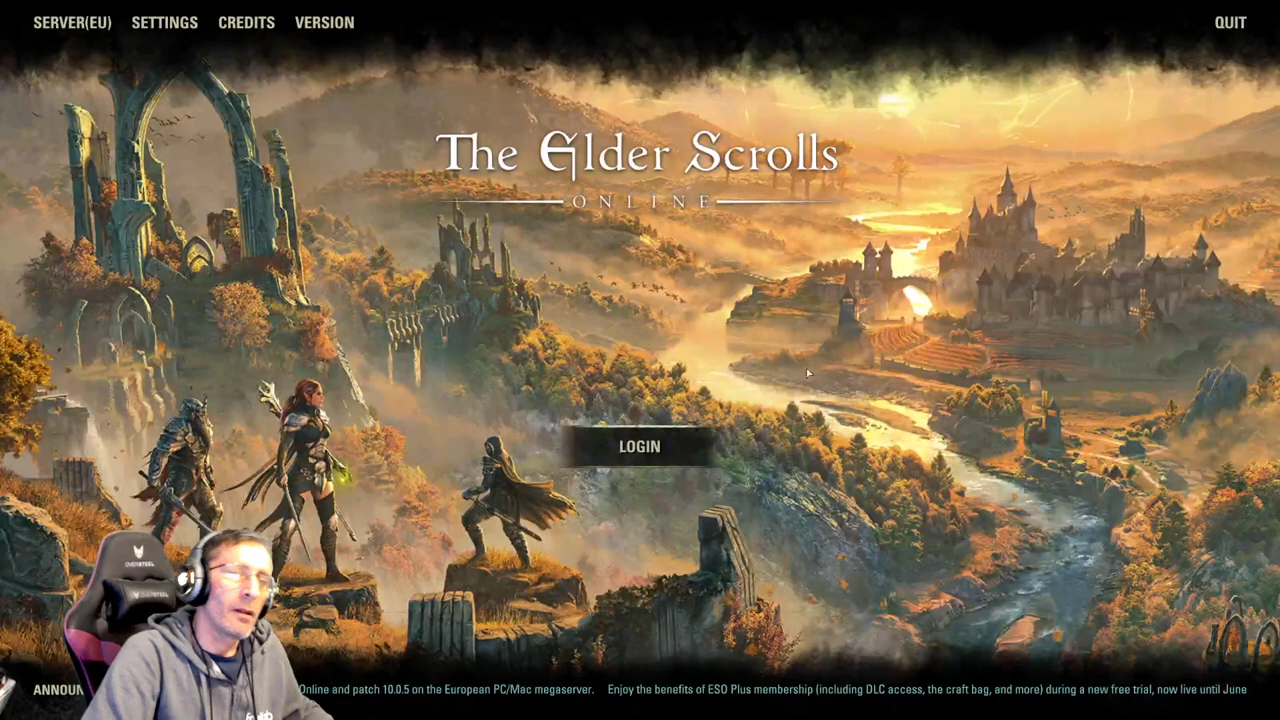 SERVER(EU) SETTINGS CREDITS VERSION QUIT
The Elder Scrolls
ONLINE
LOGIN
OVERSTEEL
OVERSTEEL
Online and patch 10.0.5 on the European PC/Mac megaserver. Enjoy the benefits of ESO Plus membership (including DLC access, the craft bag, and more) during a new free trial, now live until June